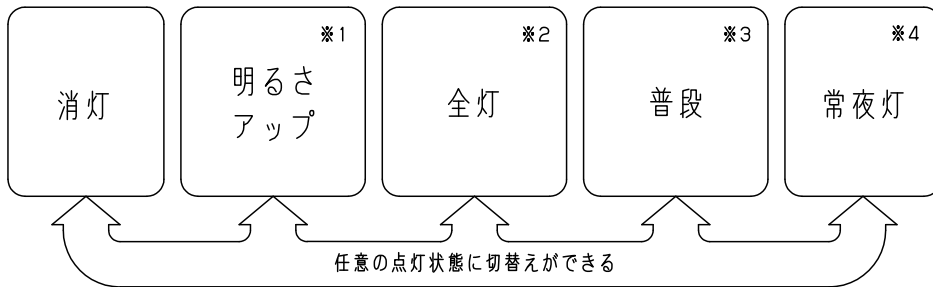 消灯
※1
明るさ
アップ
※2
全灯
※3
普段
※4
常夜灯
任意の点灯状態に切替えができる